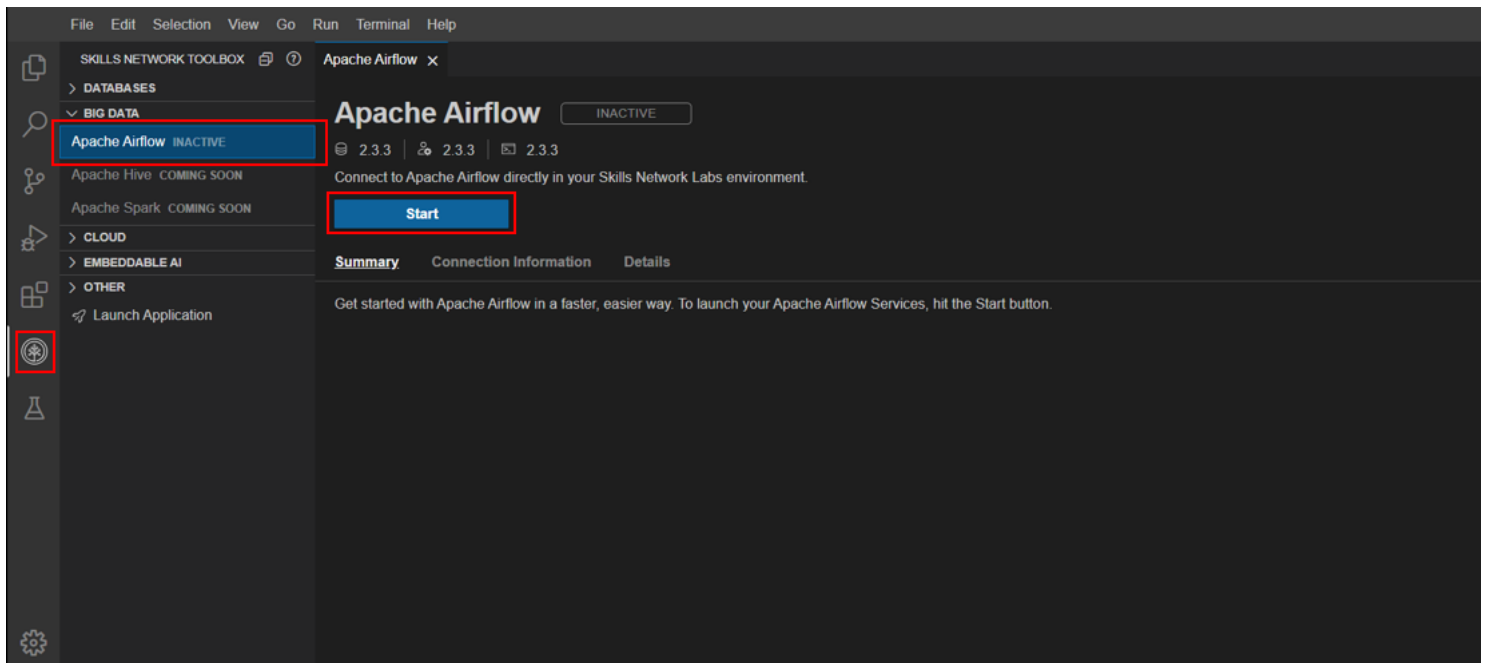 File Edit Selection View Go Run Terminal Help
SKILLS NETWORK TOOLBOX
DATABASES
BIG DATA
Apache Airflow INACTIVE
Apache Hive COMING SOON
Apache Spark COMING SOON
CLOUD
EMBEDDABLE AI
OTHER
Launch Application
Apache Airflow
Apache Airflow INACTIVE
2.3.3 2.3.3 2.3.3
Connect to Apache Airflow directly in your Skills Network Labs environment.
Start
Summary Connection Information Details
Get started with Apache Airflow in a faster, easier way. To launch your Apache Airflow Services, hit the Start button.